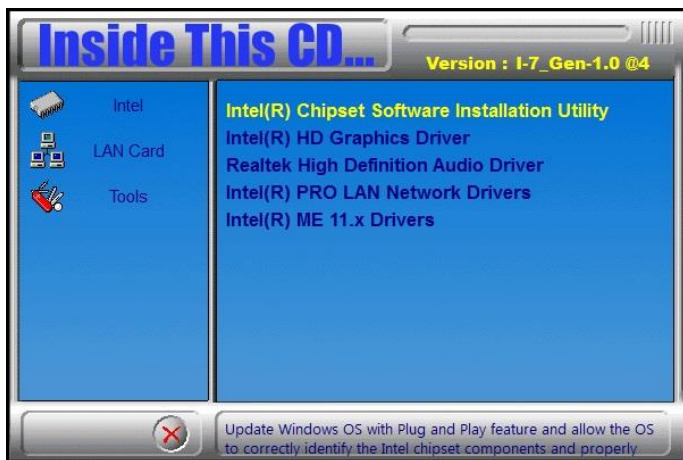 Inside This CD...
Version : I-7_Gen-1.0 @4
Intel
LAN Card
Tools
Intel(R) Chipset Software Installation Utility
Intel(R) HD Graphics Driver
Realtek High Definition Audio Driver
Intel(R) PRO LAN Network Drivers
Intel(R) ME 11.x Drivers
Update Windows OS with Plug and Play feature and allow the OS
to correctly identify the Intel chipset components and properly